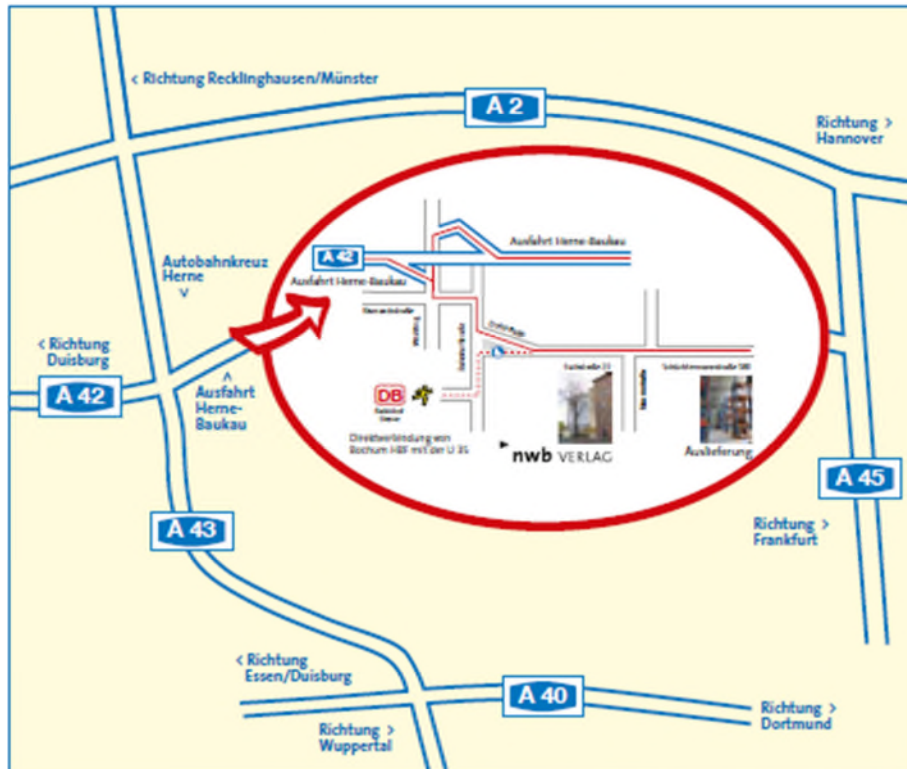 < Richtung Recklinghausen/Münster
A 2
Richtung >
Hannover
Autobahnkreuz
Herne
v
Ausfahrt Herne-Baukau
A 42
Ausfahrt Herne-Baukau
< Richtung
Duisburg
A 42
^
Ausfahrt
Herne-
Baukau
DB
Direktverbindung von
Bochum HBF mit der U 35
nwb VERLAG
Auslieferung
A 45
A 43
Richtung >
Frankfurt
< Richtung
Essen/Duisburg
A 40
Richtung >
Wuppertal
Richtung >
Dortmund